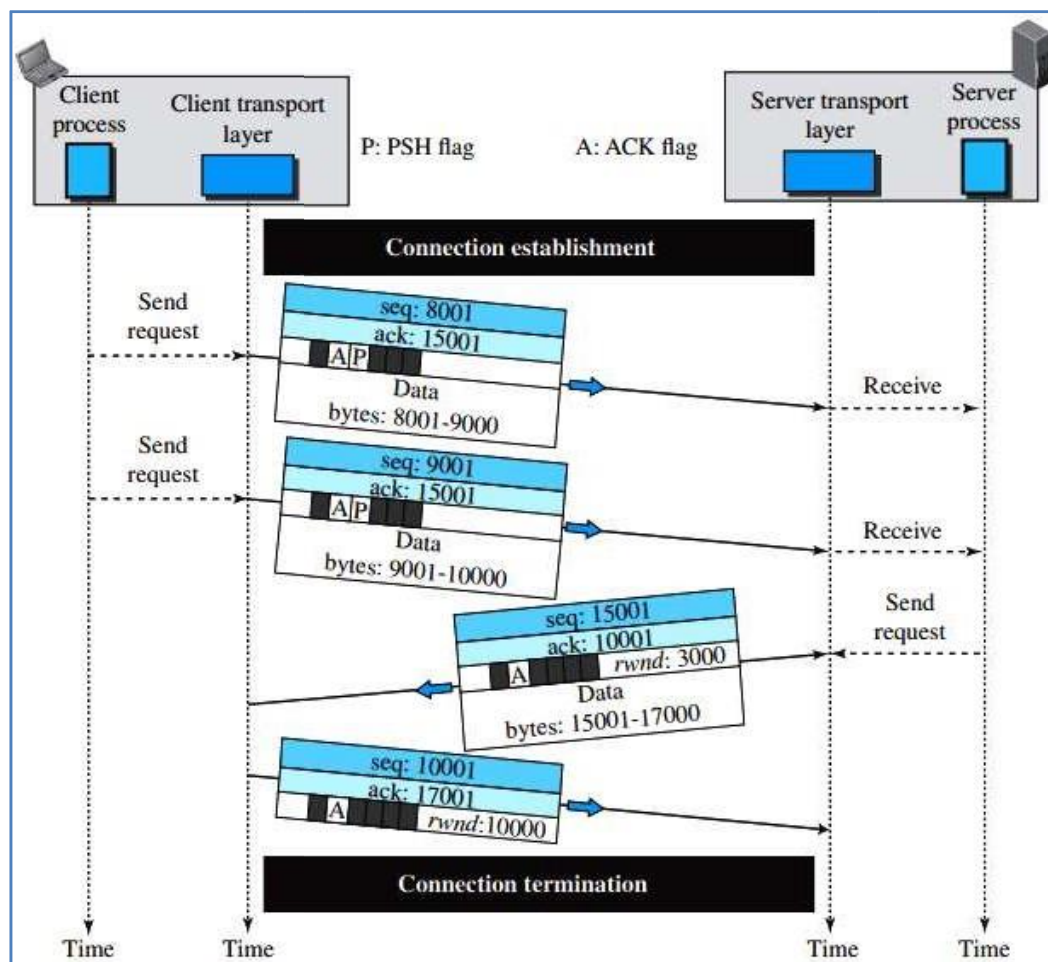 Client
process
Client transport
layer
P: PSH flag
A: ACK flag
Server transport
layer
Server
process
Connection establishment
Send
request
seq: 8001
ack: 15001
A P
Data
bytes: 8001-9000
Receive
Send
request
seq: 9001
ack: 15001
A P
Data
bytes: 9001-10000
Receive
Send
request
seq: 15001
ack: 10001
A rwnd: 3000
Data
bytes: 15001-17000
seq: 10001
ack: 17001
A rwnd:10000
Connection termination
Time
Time
Time
Time